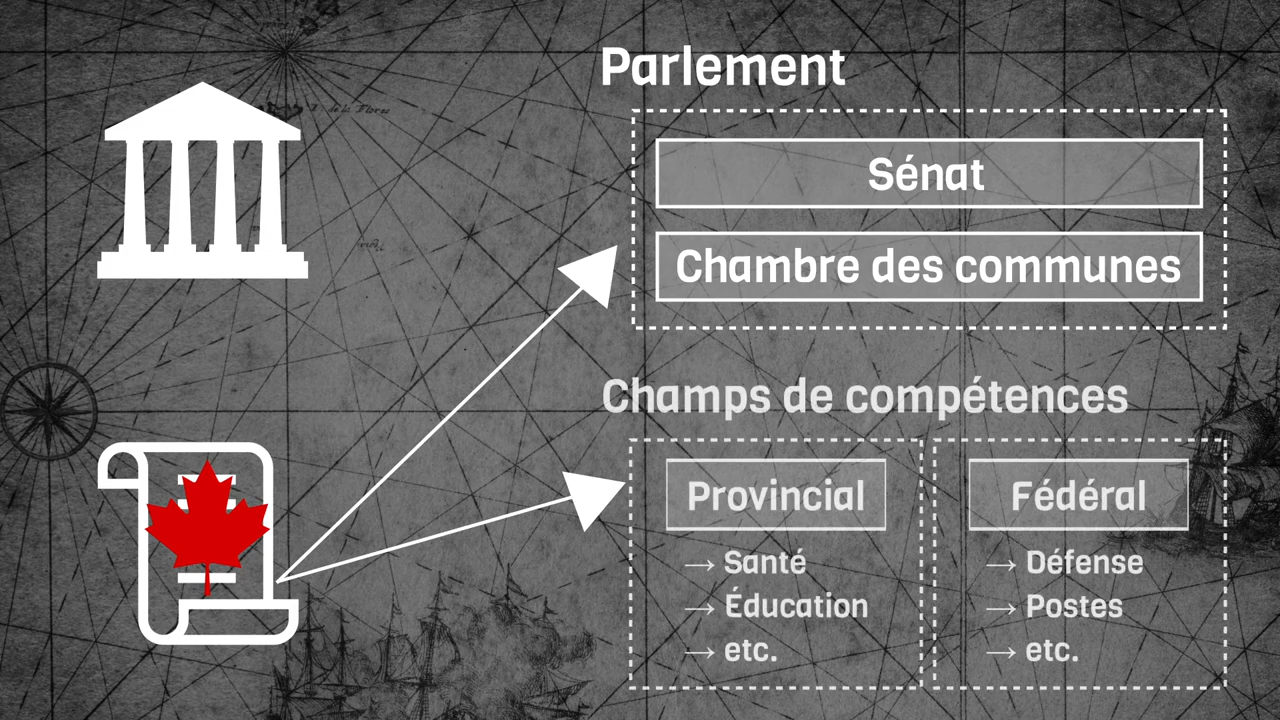 Parlement
Sénat
Chambre des communes
Champs de compétences
Provincial
→ Santé
→ Éducation
→ etc.
Fédéral
→ Défense
→ Postes
→ etc.